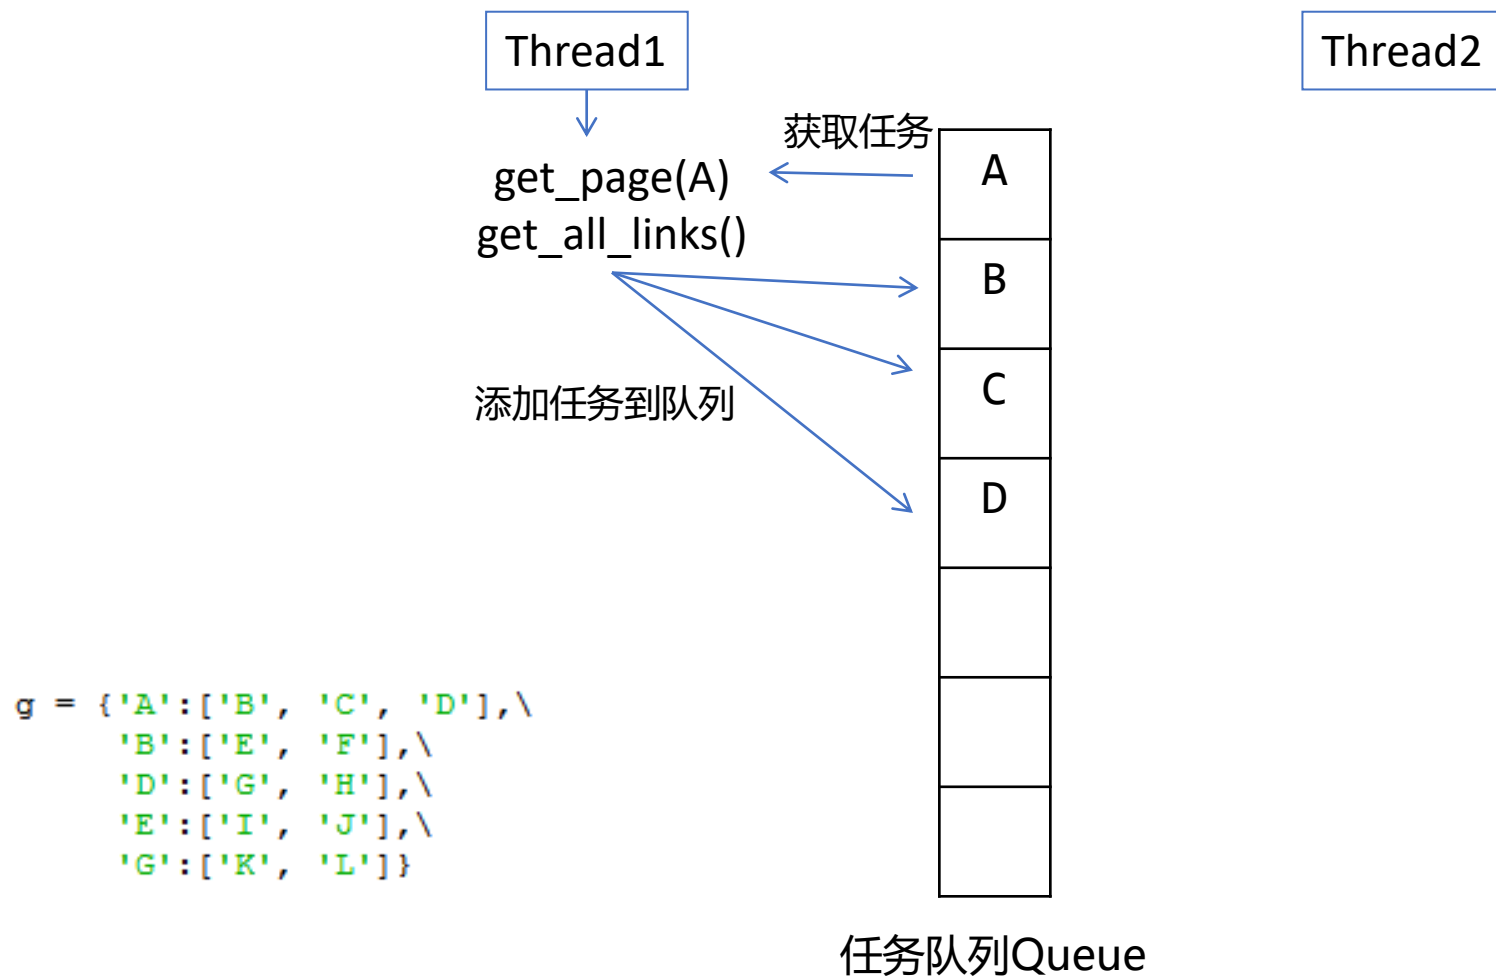 Thread1
Thread2
获取任务
get_page(A)
get_all_links()
添加任务到队列
A
B
C
D
g = {'A':['B', 'C', 'D'],\
'B':['E', 'F'],\
'D':['G', 'H'],\
'E':['I', 'J'],\
'G':['K', 'L']}
任务队列Queue